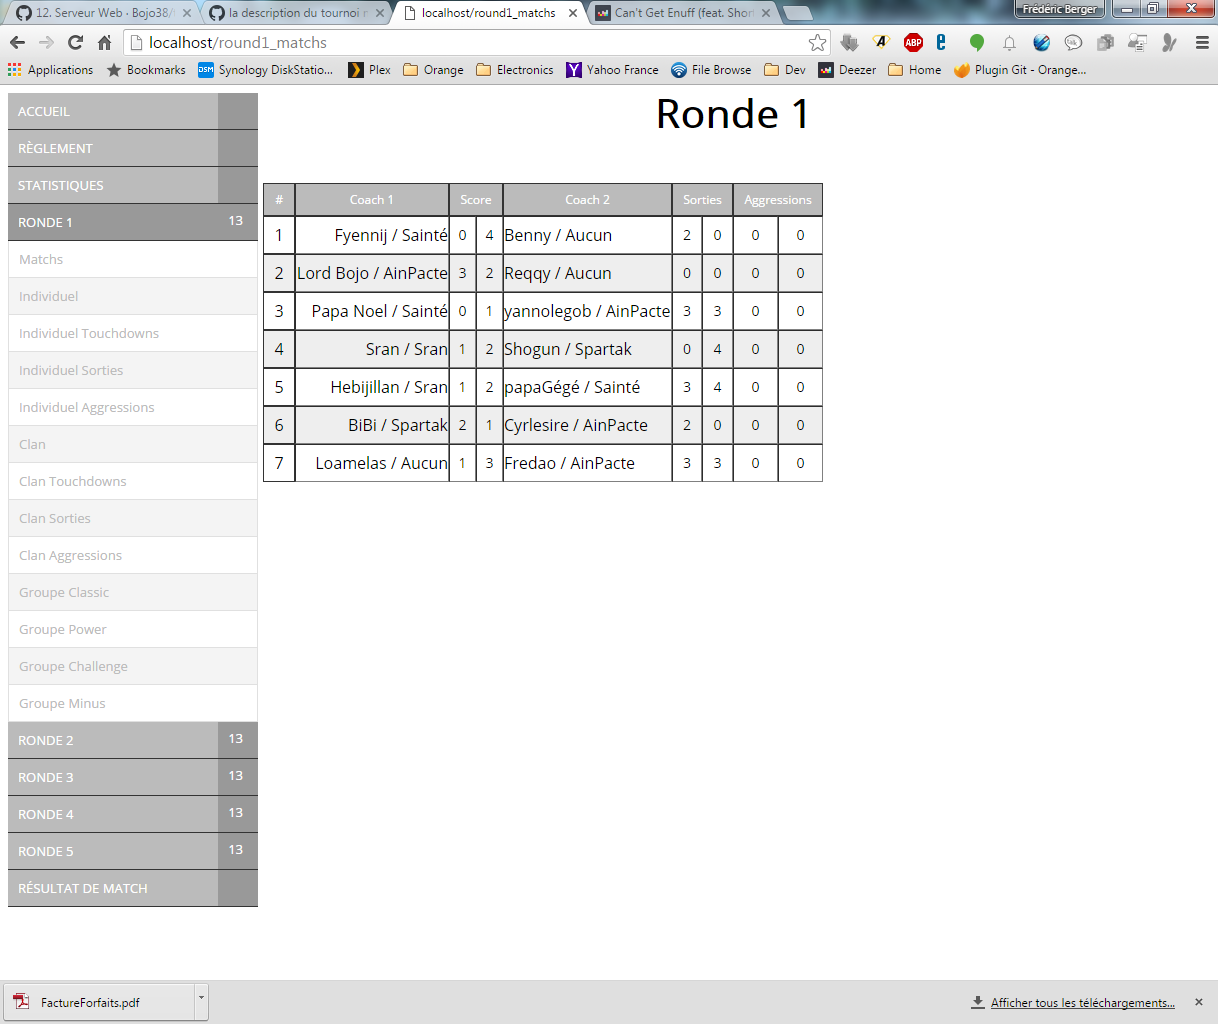 Frédéric Berger
12. Serveur Web · Bojo38/
la description du tournoi n
localhost/round1_matchs
Can't Get Enuff (feat. Short
localhost/round1_matchs
Applications
Bookmarks
Synology DiskStatio...
Plex
Orange
Electronics
Yahoo France
File Browse
Dev
Deezer
Home
Plugin Git - Orange...
ACCUEIL
RÈGLEMENT
STATISTIQUES
RONDE 1 13
Matchs
Individuel
Individuel Touchdowns
Individuel Sorties
Individuel Aggressions
Clan
Clan Touchdowns
Clan Sorties
Clan Aggressions
Groupe Classic
Groupe Power
Groupe Challenge
Groupe Minus
RONDE 2 13
RONDE 3 13
RONDE 4 13
RONDE 5 13
RÉSULTAT DE MATCH
Ronde 1
# Coach 1 Score Coach 2 Sorties Aggressions
1 Fyennij / Sainté 0 4 Benny / Aucun 2 0 0 0
2 Lord Bojo / AinPacte 3 2 Reqqy / Aucun 0 0 0 0
3 Papa Noel / Sainté 0 1 yannolegob / AinPacte 3 3 0 0
4 Sran / Sran 1 2 Shogun / Spartak 0 4 0 0
5 Hebijillan / Sran 1 2 papaGégé / Sainté 3 4 0 0
6 BiBi / Spartak 2 1 Cyrlesire / AinPacte 2 0 0 0
7 Loamelas / Aucun 1 3 Fredao / AinPacte 3 3 0 0
FactureForfaits.pdf
Afficher tous les téléchargements...